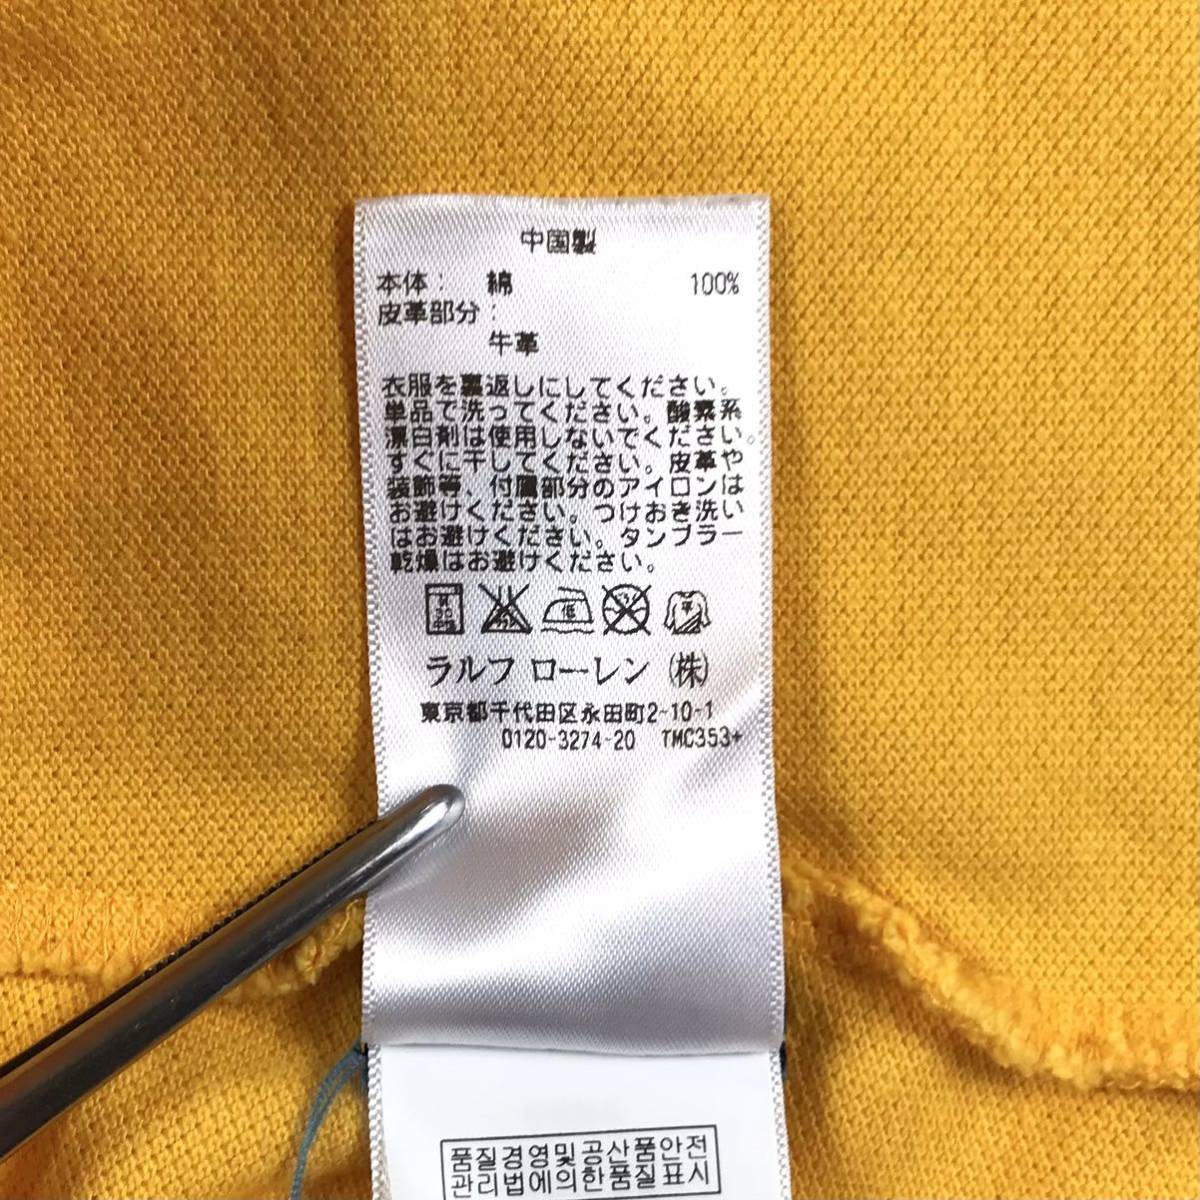 中国製
本体： 綿 100%
皮革部分：
牛革
衣服を裏返しにしてください。
単品で洗ってください。酸素系
漂白剤は使用しないでください。
すぐに干してください。皮革や
装飾等、付属部分のアイロンは
お避けください。つけおき洗い
はお避けください。タンブラー
乾燥はお避けください。
低
ラルフ ローレン（株）
東京都千代田区永田町2-10-1
0120-3274-20 TMC353+
품질경영및공산품안전
관리법에의한품질표시